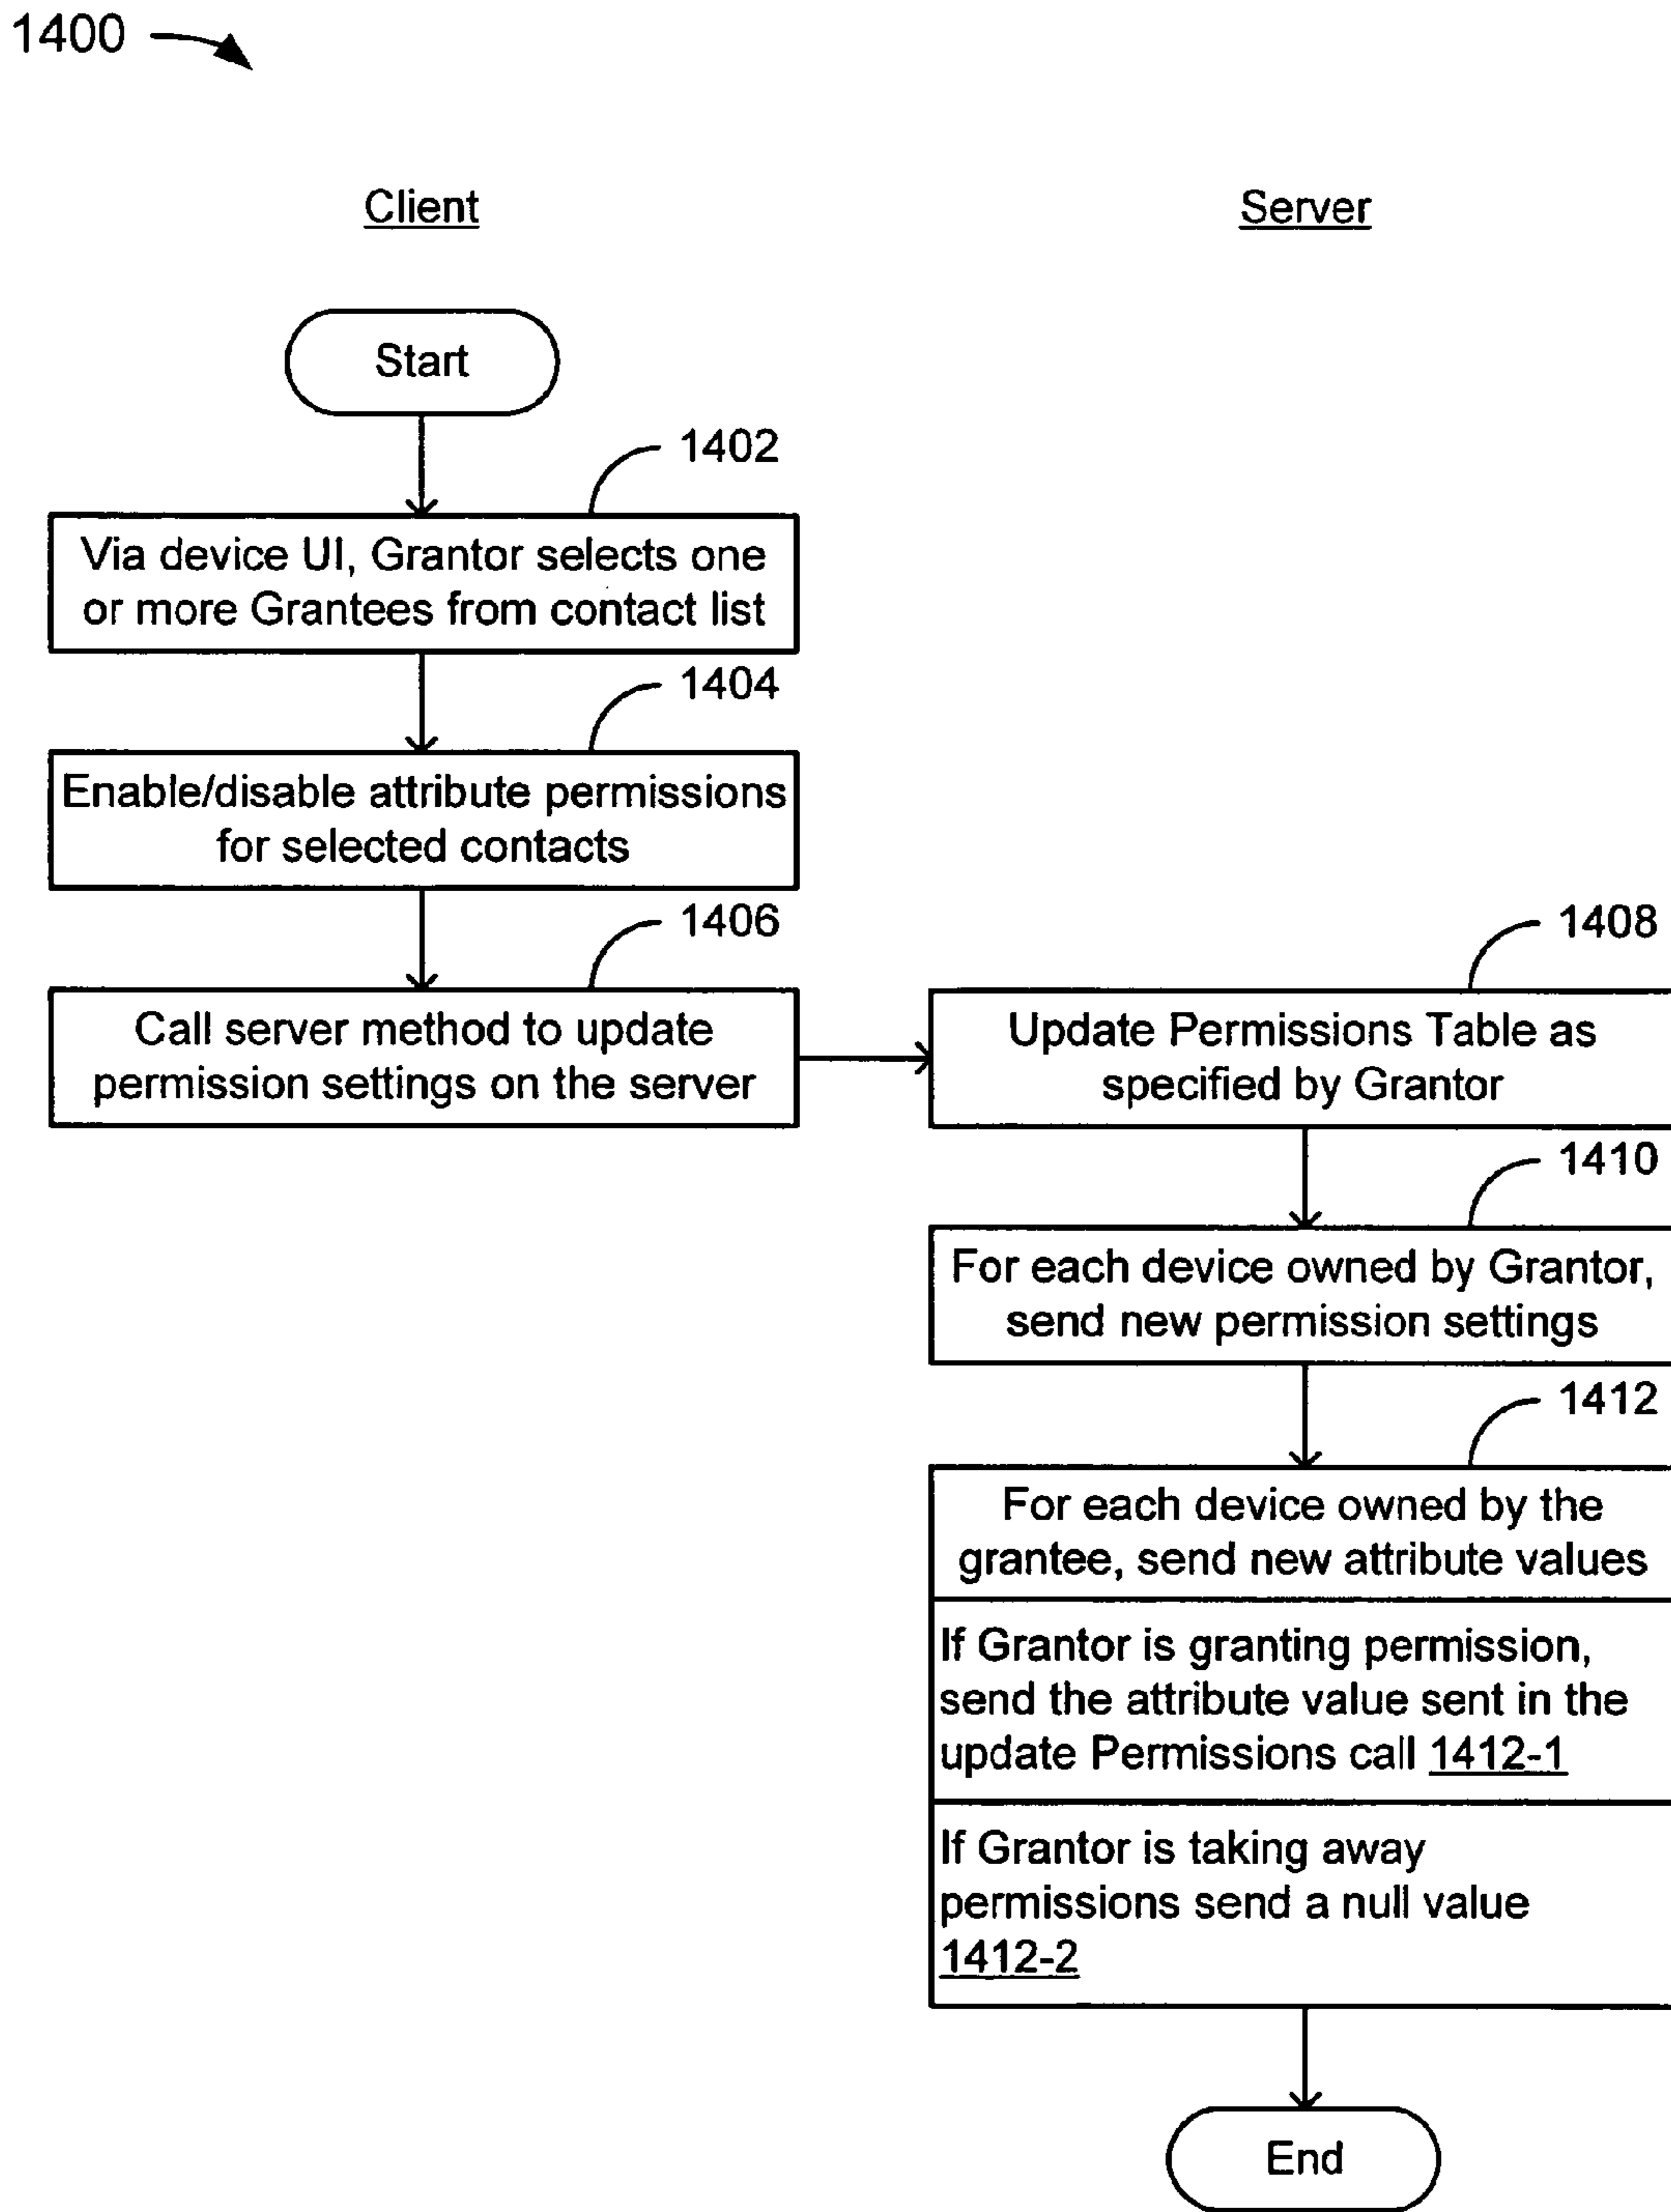 1400
Client
Server
Start
1402
Via device UI, Grantor selects one
or more Grantees from contact list
1404
Enable/disable attribute permissions
for selected contacts
1406
Call server method to update
permission settings on the server
1408
Update Permissions Table as
specified by Grantor
1410
For each device owned by Grantor,
send new permission settings
1412
For each device owned by the
grantee, send new attribute values
If Grantor is granting permission,
send the attribute value sent in the
update Permissions call 1412-1
If Grantor is taking away
permissions send a null value
1412-2
End